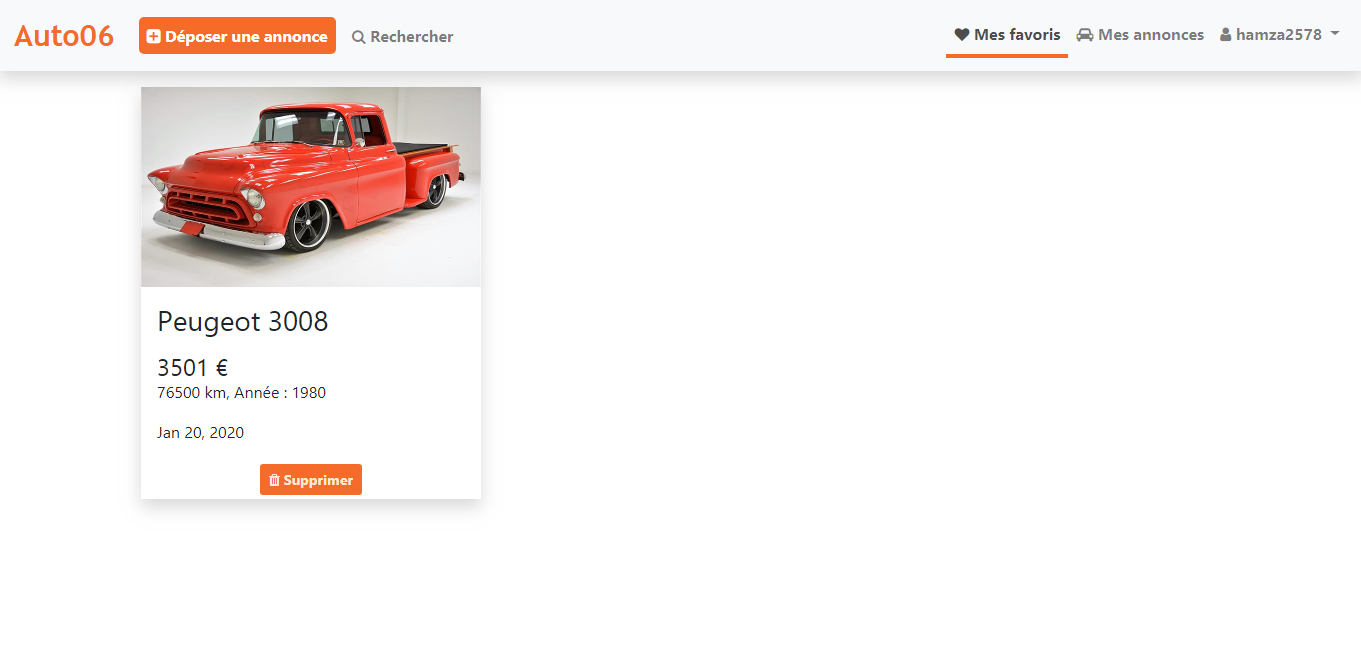 Auto06
Déposer une annonce
Rechercher
Mes favoris
Mes annonces
hamza2578
Peugeot 3008
3501 €
76500 km, Année : 1980
Jan 20, 2020
Supprimer